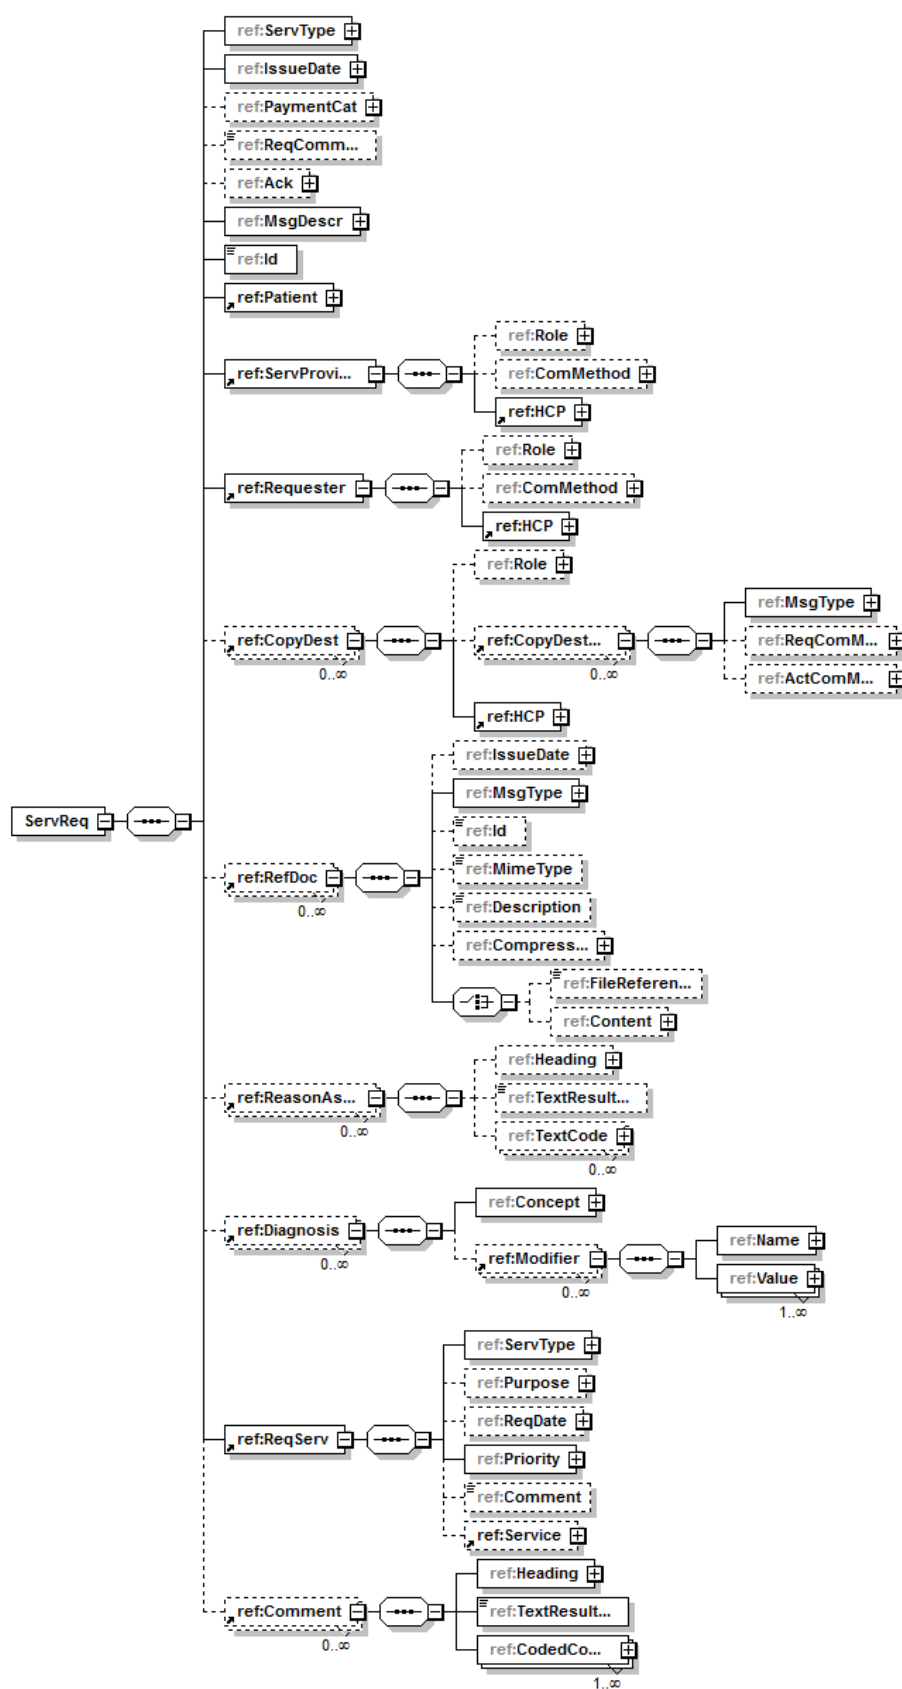 ref:ServType
ref:IssueDate
ref:PaymentCat
ref:ReqComm...
ref:Ack
ref:MsgDescr
ref:Id
ref:Patient
ref:ServProvi...
ref:Role
ref:ComMethod
ref:HCP
ref:Requester
ref:Role
ref:ComMethod
ref:HCP
ref:CopyDest
0..∞
ref:Role
ref:CopyDest...
0..∞
ref:MsgType
ref:ReqComM...
ref:ActComM...
ref:HCP
ServReq
ref:RefDoc
0..∞
ref:IssueDate
ref:MsgType
ref:Id
ref:MimeType
ref:Description
ref:Compress...
ref:FileReferen...
ref:Content
ref:ReasonAs...
0..∞
ref:Heading
ref:TextResult...
ref:TextCode
0..∞
ref:Diagnosis
0..∞
ref:Concept
ref:Modifier
0..∞
ref:Name
ref:Value
1..∞
ref:ReqServ
ref:ServType
ref:Purpose
ref:ReqDate
ref:Priority
ref:Comment
ref:Service
ref:Comment
0..∞
ref:Heading
ref:TextResult...
ref:CodedCo...
1..∞